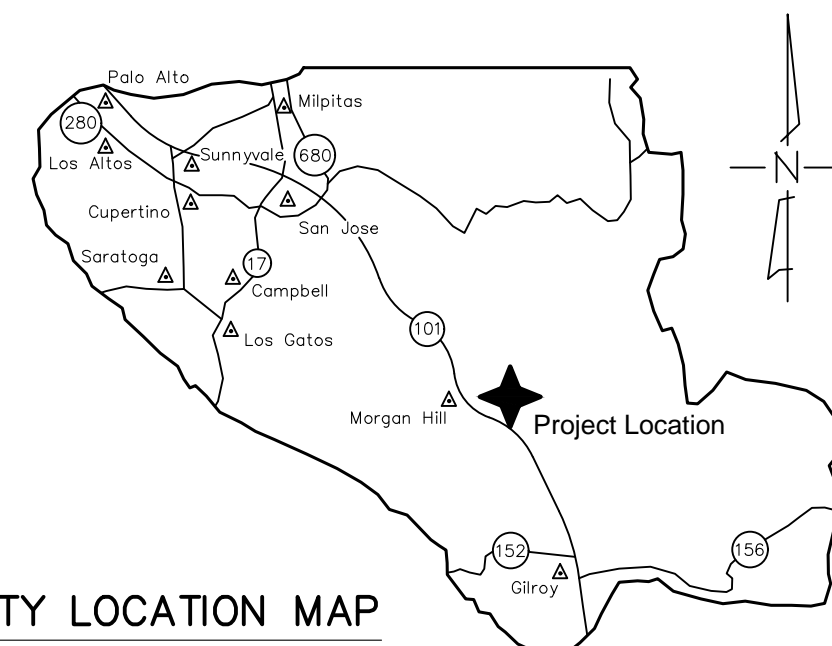 Palo Alto
Milpitas
280
Los Altos
Sunnyvale
680
N
Cupertino
San Jose
Saratoga
17
Campbell
101
Los Gatos
Morgan Hill
Project Location
152
156
Gilroy
TY LOCATION MAP